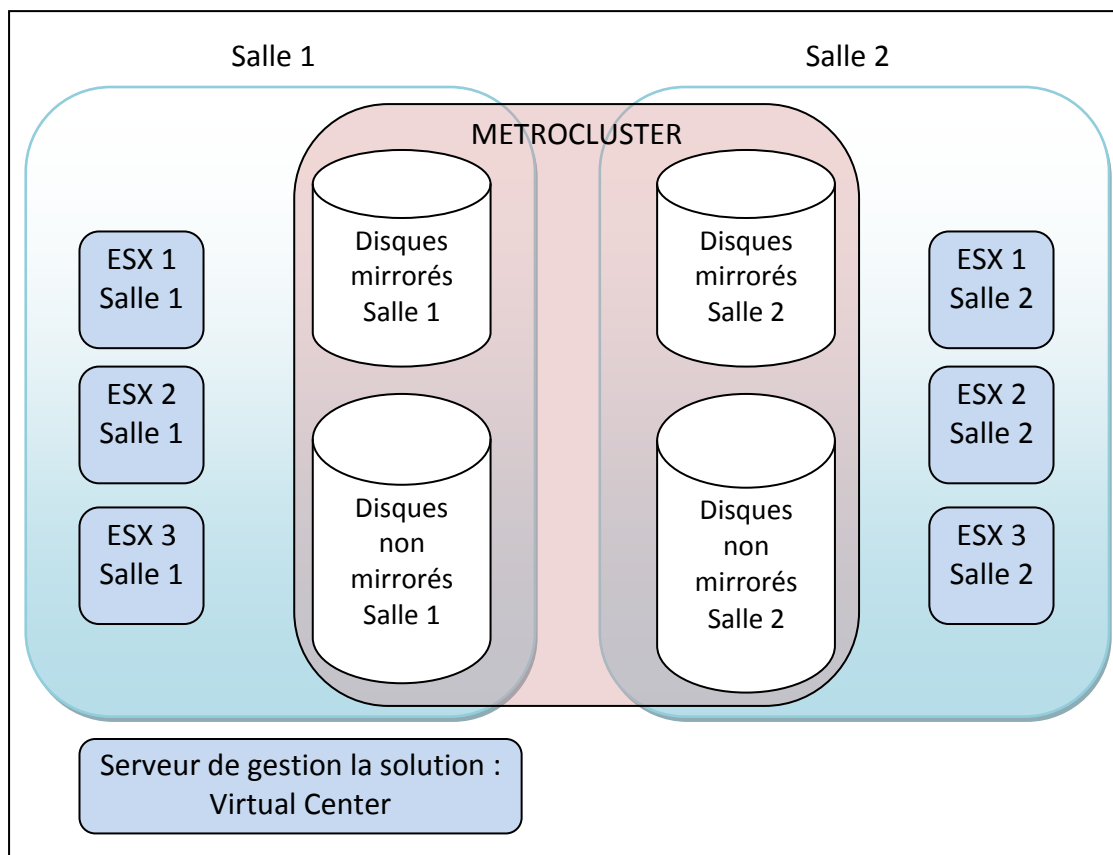 Salle 1
Salle 2
METROCLUSTER
Disques
mirrorés
Salle 1
Disques
mirrorés
Salle 2
ESX 1
Salle 1
ESX 1
Salle 2
ESX 2
Salle 1
ESX 2
Salle 2
Disques
non
mirrorés
Salle 1
Disques
non
mirrorés
Salle 2
ESX 3
Salle 1
ESX 3
Salle 2
Serveur de gestion la solution :
Virtual Center